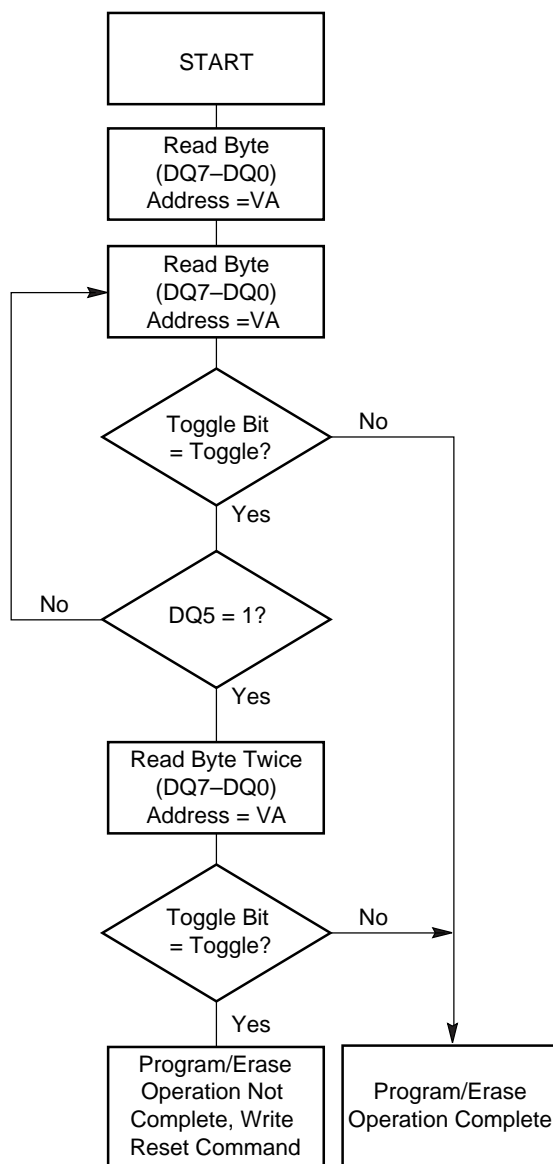 START
Read Byte
(DQ7–DQ0)
Address =VA
Read Byte
(DQ7–DQ0)
Address =VA
Toggle Bit
= Toggle?
No
Yes
No
DQ5 = 1?
Yes
Read Byte Twice
(DQ7–DQ0)
Address = VA
Toggle Bit
= Toggle?
No
Yes
Program/Erase
Operation Not
Complete, Write
Reset Command
Program/Erase
Operation Complete